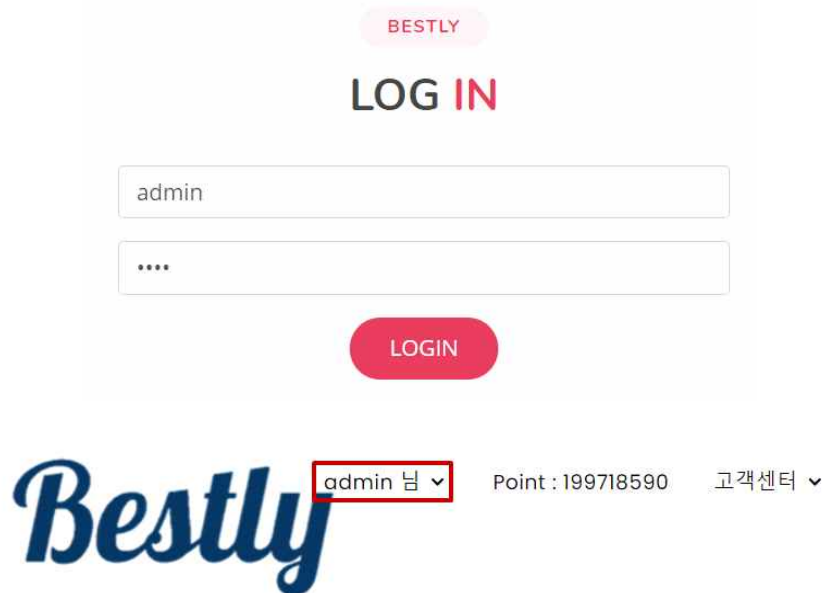 BESTLY
LOG IN
admin
••••
LOGIN
Bestly
admin 님
Point : 199718590
고객센터